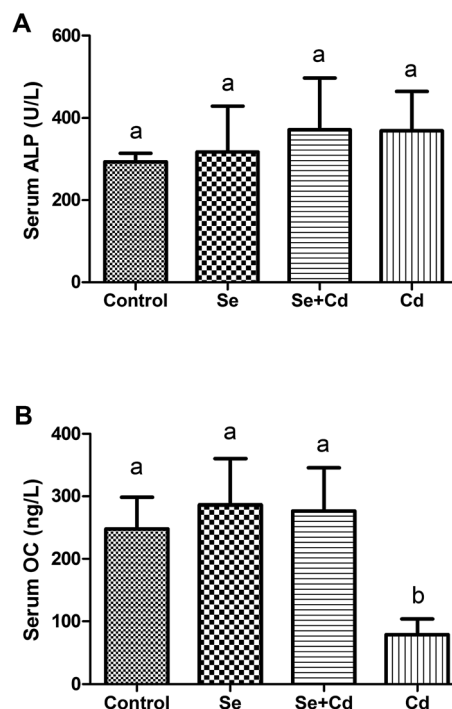 A
Serum ALP (U/L)
600
400
200
0
a
a
a
a
Control Se Se+Cd Cd
B
Serum OC (ng/L)
400
300
200
100
0
a
a
a
b
Control Se Se+Cd Cd